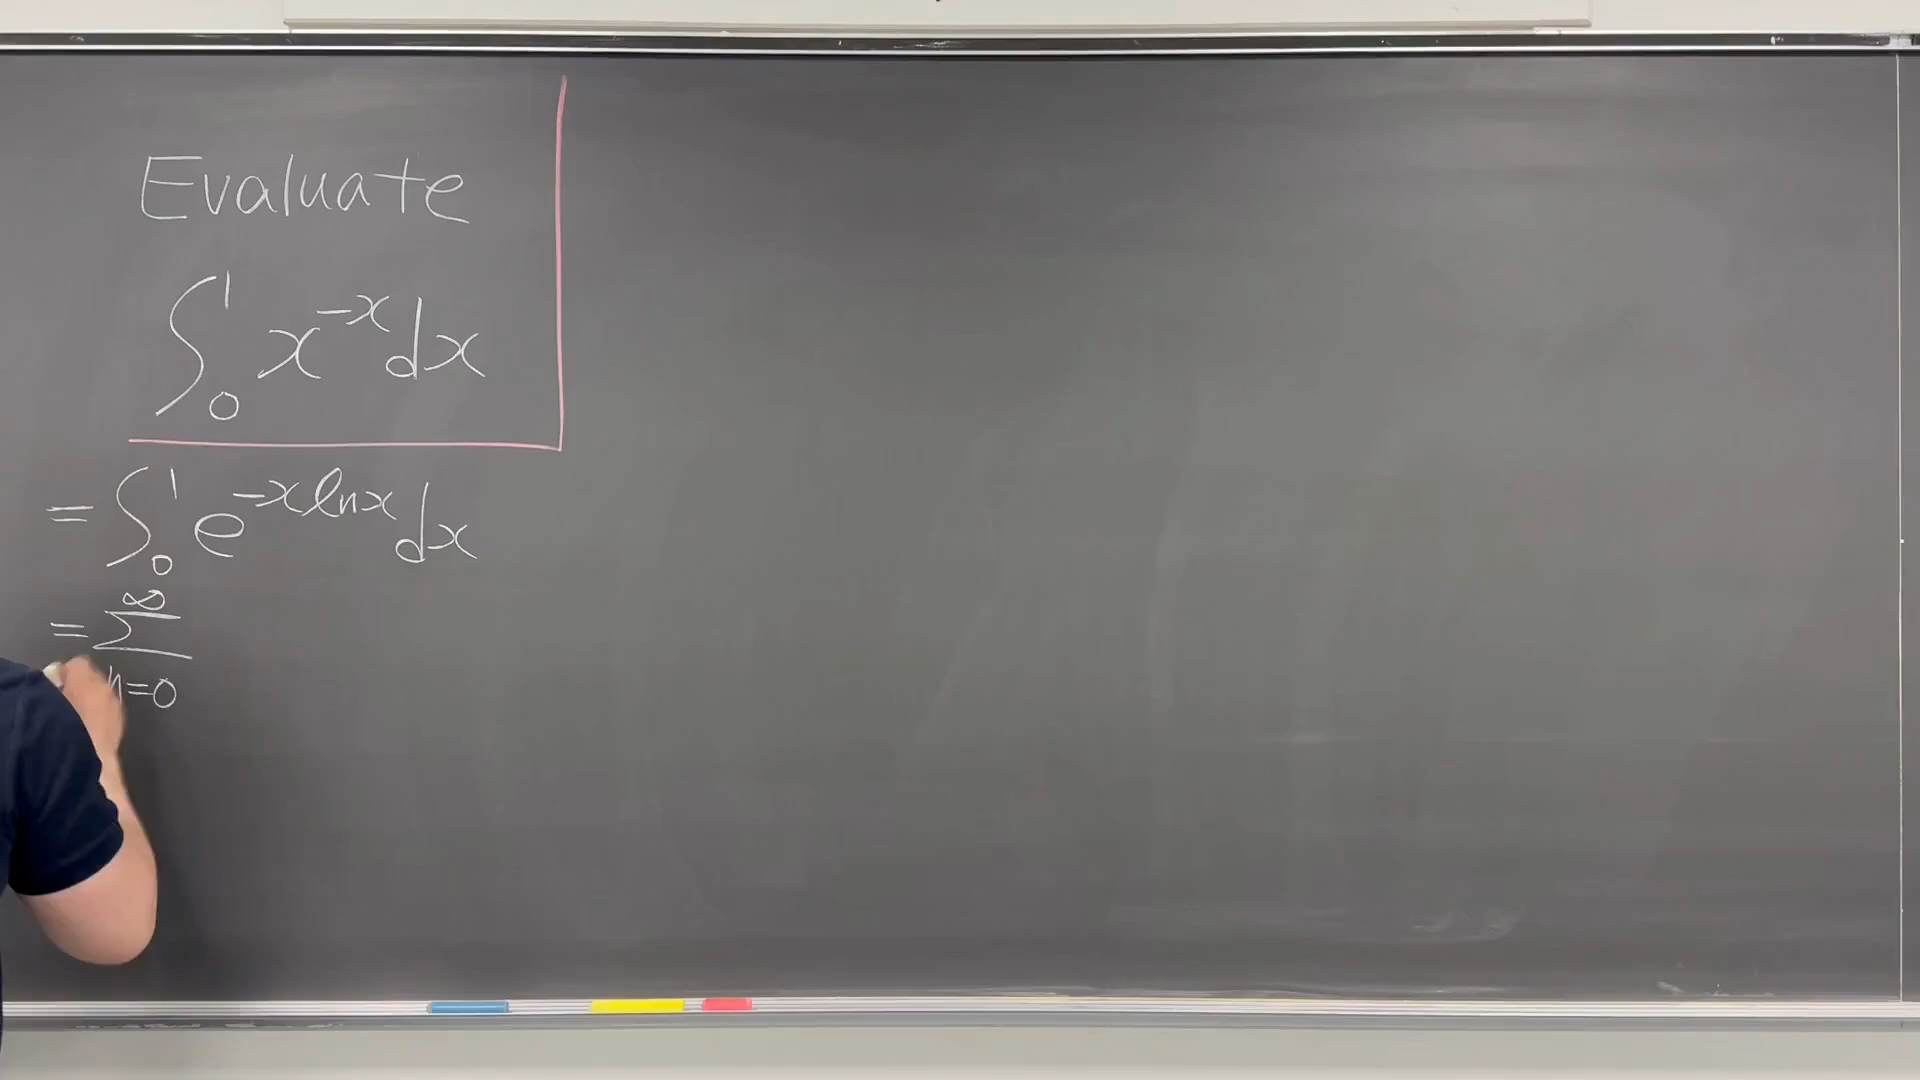 Evaluate
∫₀¹ x⁻ˣ dx
= ∫₀¹ e^(-x ln x) dx
= ∑_(n=0)^∞